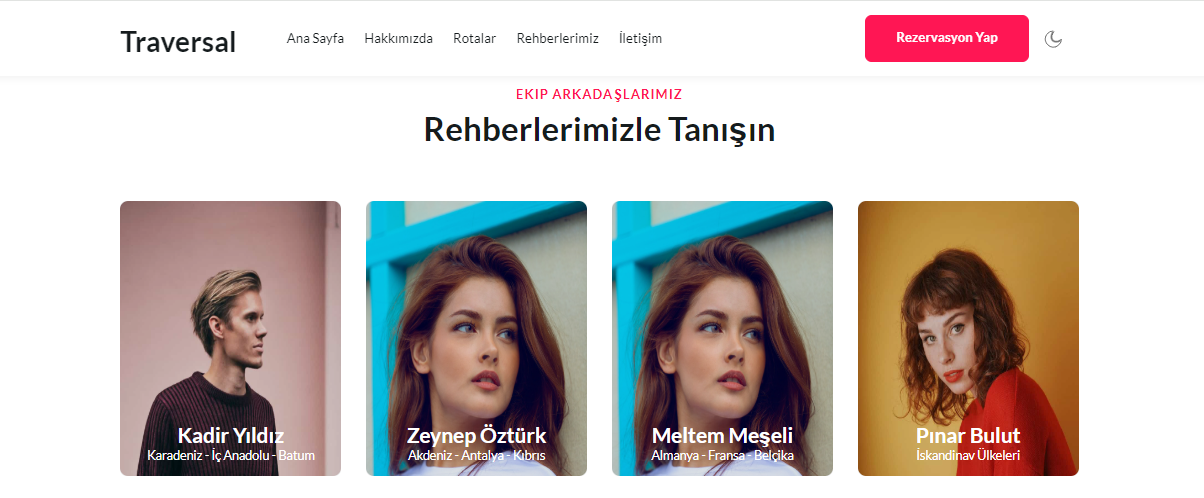 Traversal
Ana Sayfa Hakkımızda Rotalar Rehberlerimiz İletişim
Rezervasyon Yap
EKIP ARKADAŞLARIMIZ
Rehberlerimizle Tanışın
Kadir Yıldız
Karadeniz - İç Anadolu - Batum
Zeynep Öztürk
Akdeniz - Antalya - Kıbrıs
Meltem Meşeli
Almanya - Fransa - Belçika
Pınar Bulut
İskandinav Ülkeleri